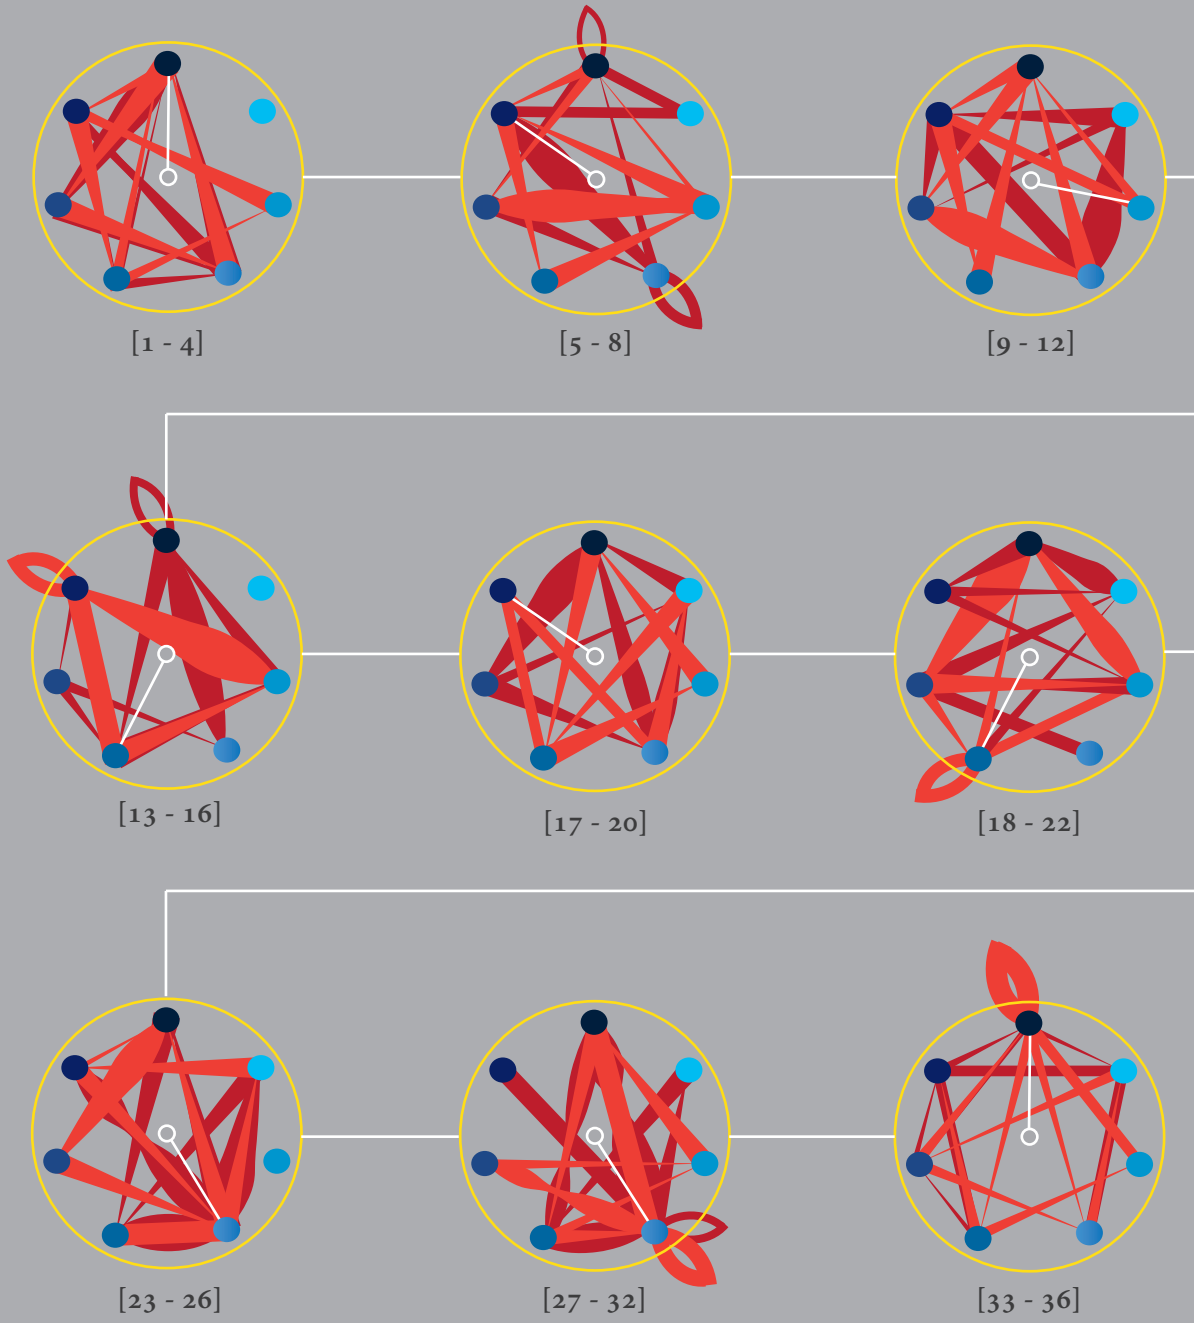 [1 - 4]
[5 - 8]
[9 - 12]
[13 - 16]
[17 - 20]
[18 - 22]
[23 - 26]
[27 - 32]
[33 - 36]